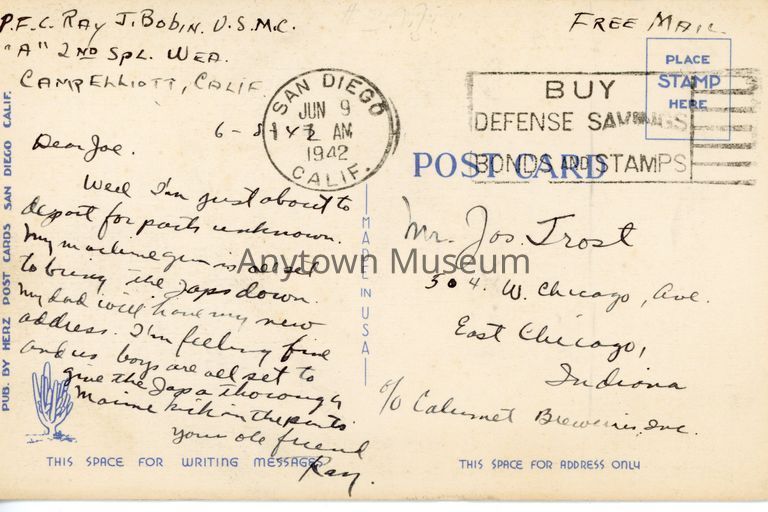 P.F.C. Ray J. Bobin. U.S.M.C.
"A" 2ND SPL. WEA.
CAMP ELLIOTT, CALIF.
6-8-42
Dear Joe.
Well I'm just about to
depart for parts unknown.
My machine gun is all set
to bring the Japs down.
My dad will have my new
address. I'm feeling fine
and us boys are all set to
give the Japs a thorough
Marine kick in the pants
your ole friend
Ray.
THIS SPACE FOR WRITING MESSAGES
PUB. BY HERZ POST CARDS SAN DIEGO CALIF.
SAN DIEGO
JUN 9
AM
1942
CALIF.
MADE IN USA
FREE MAIL
PLACE
STAMP
HERE
BUY
DEFENSE SAVINGS
BONDS AND STAMPS
POST CARD
Mr. Jos Trost
504. W. Chicago, Ave.
East Chicago,
Indiana
c/o Calumet Breweries, Inc.
THIS SPACE FOR ADDRESS ONLY
Anytown Museum